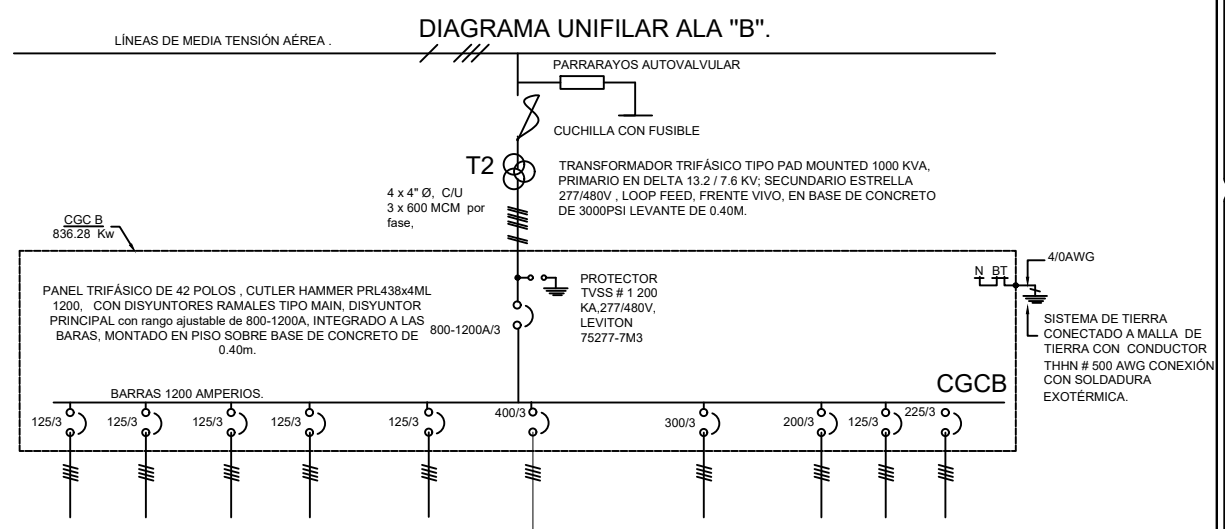 DIAGRAMA UNIFILAR ALA "B".
LÍNEAS DE MEDIA TENSIÓN AÉREA .
PARRARAYOS AUTOVALVULAR
CUCHILLA CON FUSIBLE
T2
TRANSFORMADOR TRIFÁSICO TIPO PAD MOUNTED 1000 KVA,
PRIMARIO EN DELTA 13.2 / 7.6 KV; SECUNDARIO ESTRELLA
277/480V , LOOP FEED, FRENTE VIVO, EN BASE DE CONCRETO
DE 3000PSI LEVANTE DE 0.40M.
4 x 4" Ø, C/U
3 x 600 MCM por
fase,
CGC B
836.28 Kw
PANEL TRIFÁSICO DE 42 POLOS , CUTLER HAMMER PRL438x4ML
1200, CON DISYUNTORES RAMALES TIPO MAIN, DISYUNTOR
PRINCIPAL con rango ajustable de 800-1200A, INTEGRADO A LAS
BARAS, MONTADO EN PISO SOBRE BASE DE CONCRETO DE
0.40m.
800-1200A/3
PROTECTOR
TVSS # 1 200
KA,277/480V,
LEVITON
75277-7M3
N BT
4/0AWG
SISTEMA DE TIERRA
CONECTADO A MALLA DE
TIERRA CON CONDUCTOR
THHN # 500 AWG CONEXIÓN
CON SOLDADURA
EXOTÉRMICA.
CGCB
BARRAS 1200 AMPERIOS.
125/3
125/3
125/3
125/3
125/3
400/3
300/3
200/3
125/3
225/3